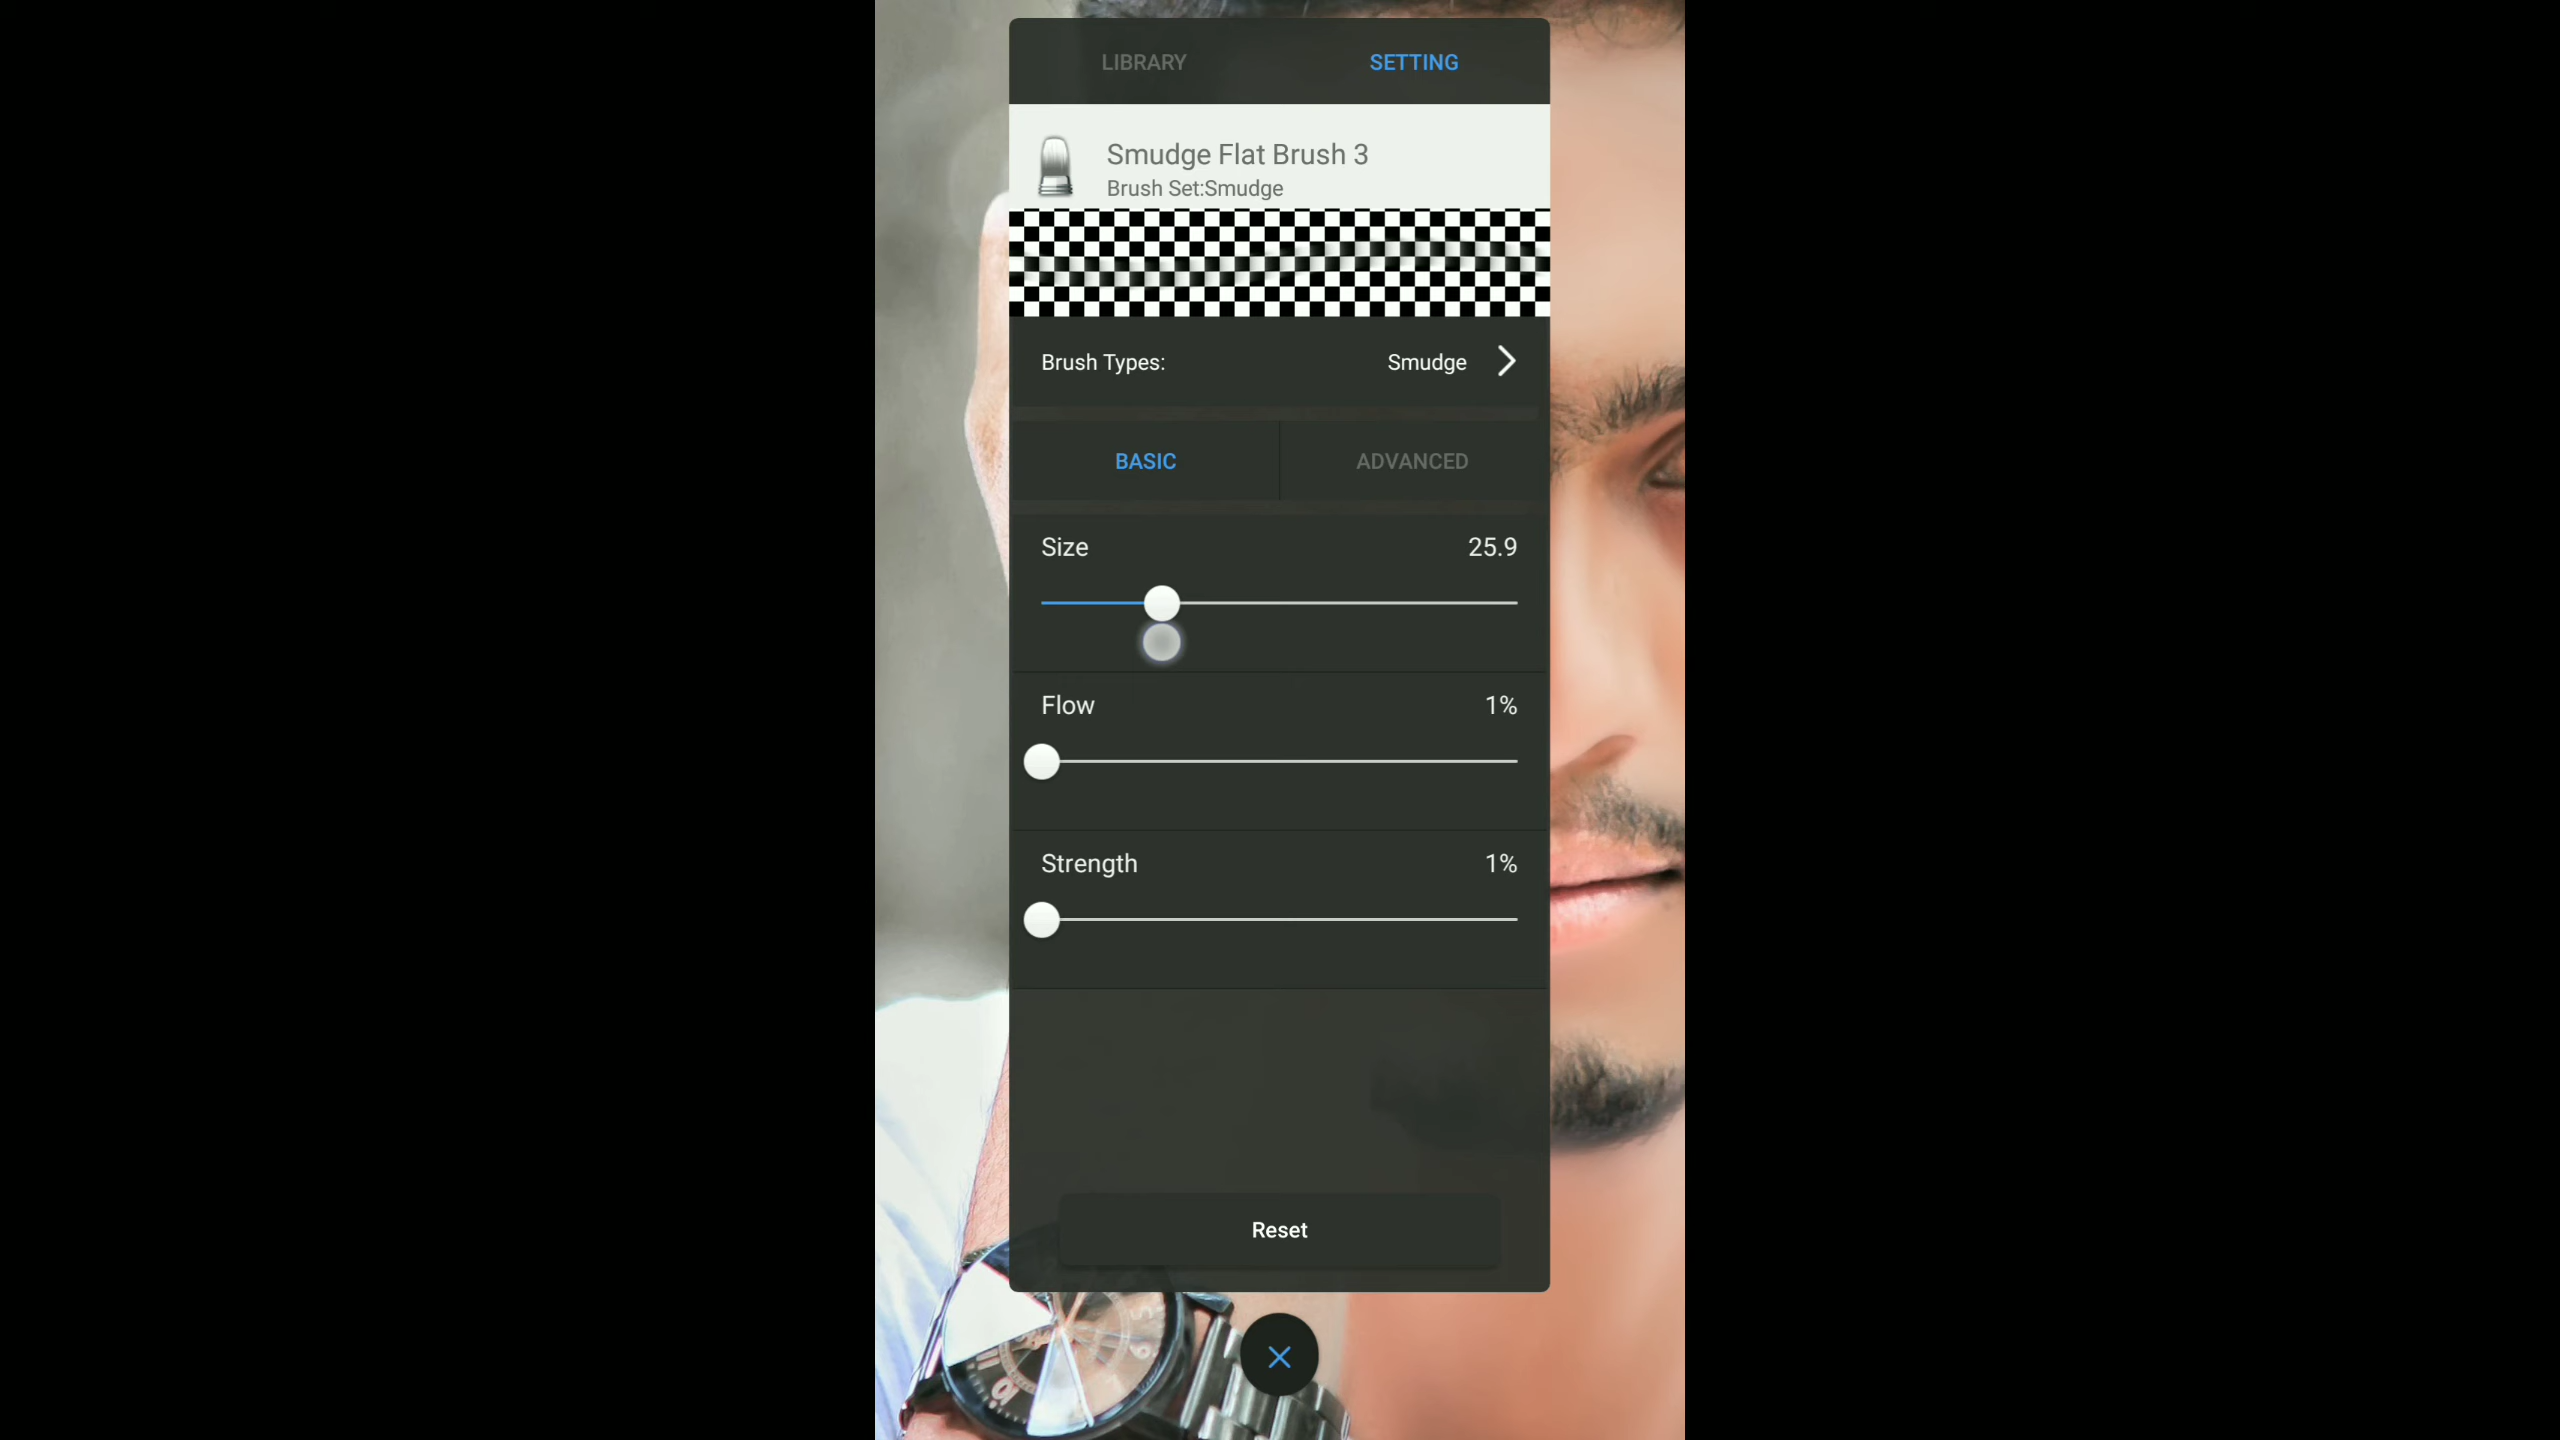 LIBRARY
SETTING
Smudge Flat Brush 3
Brush Set:Smudge
Brush Types:
Smudge
BASIC
ADVANCED
Size
25.9
Flow
1%
Strength
1%
Reset